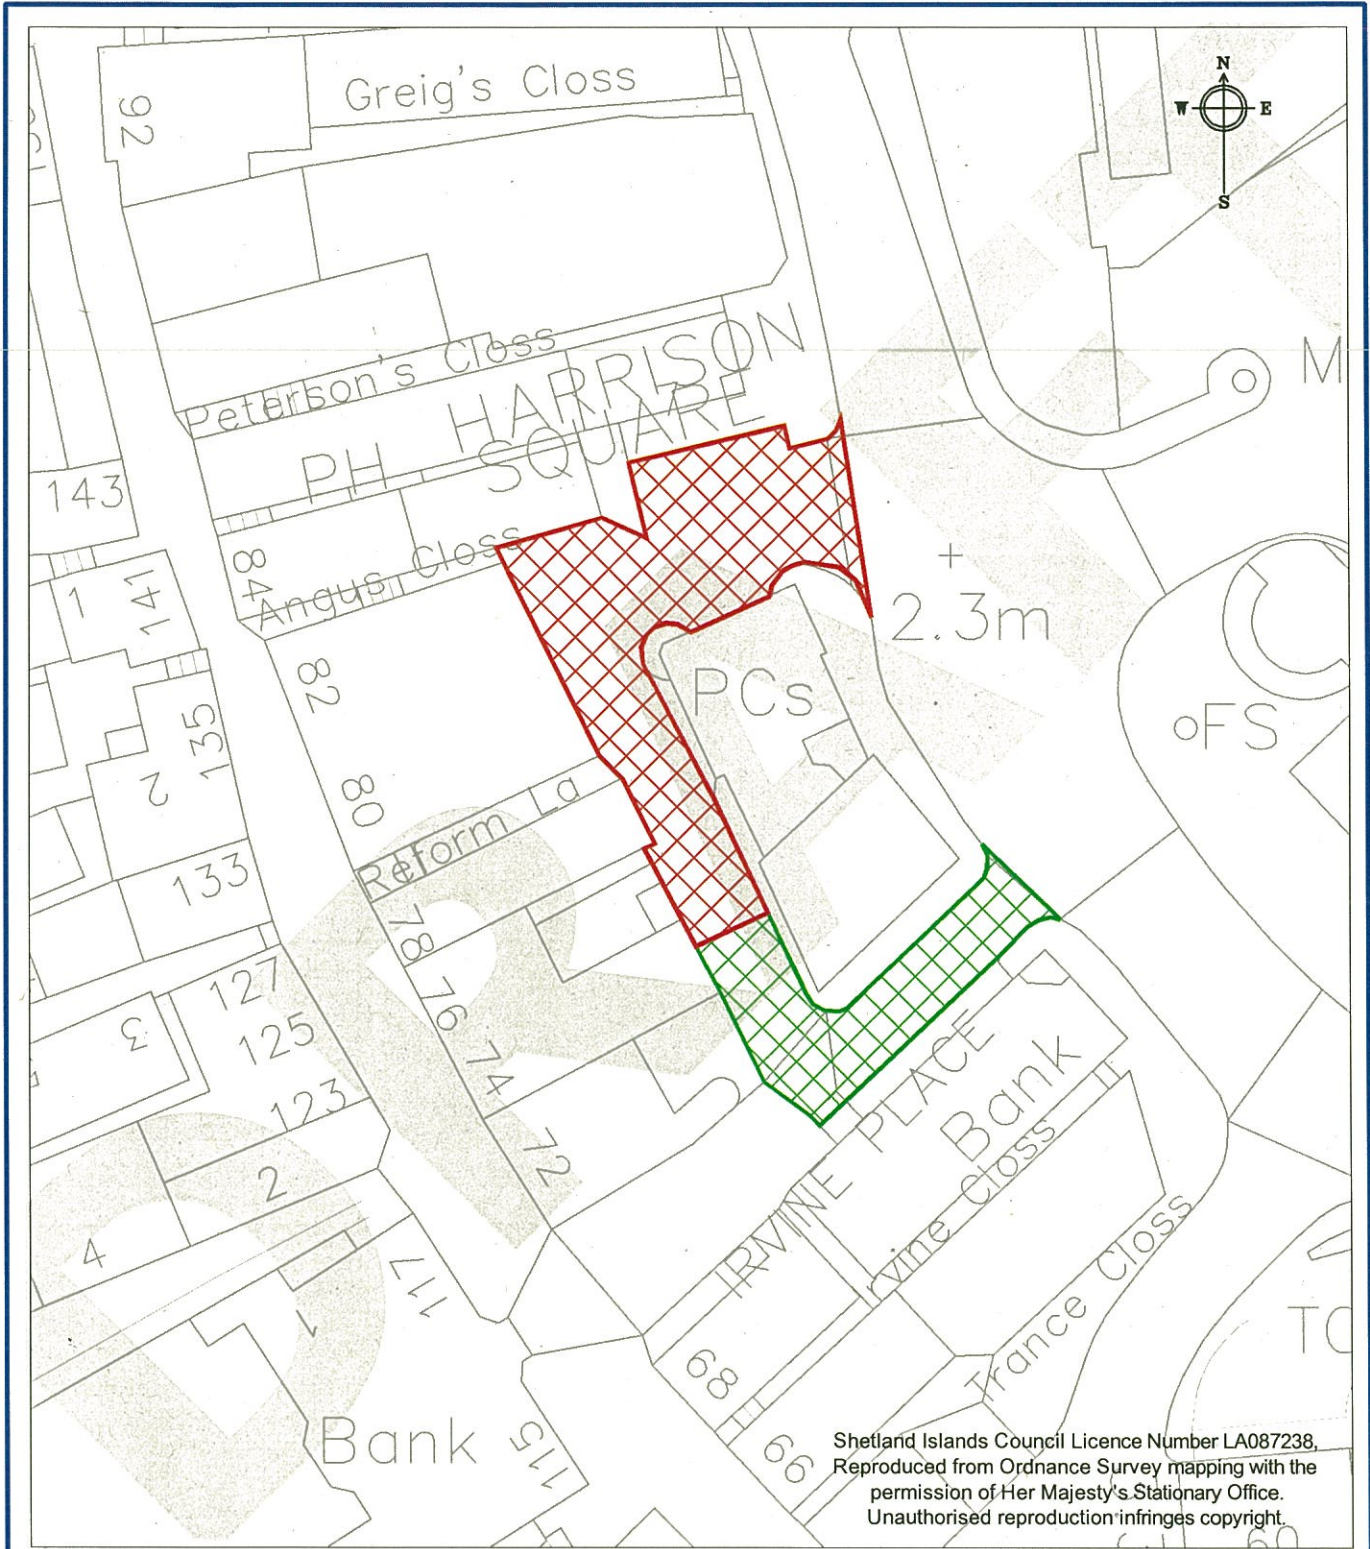 Greig's Closs
92
N
W E
S
Peterson's Closs
HARRISON
SQUARE
PH
M
143
84
Angus Closs
1
141
2.3m
82
PCs
FS
135
2
80
Reform La
133
78
76
127
3
125
74
123
72
IRVINE PLACE
Bank
Irvine Closs
2
4
117
1
Trance Closs
TC
68
Bank
115
66
Shetland Islands Council Licence Number LA087238,
Reproduced from Ordnance Survey mapping with the
permission of Her Majesty's Stationary Office.
Unauthorised reproduction infringes copyright.
60